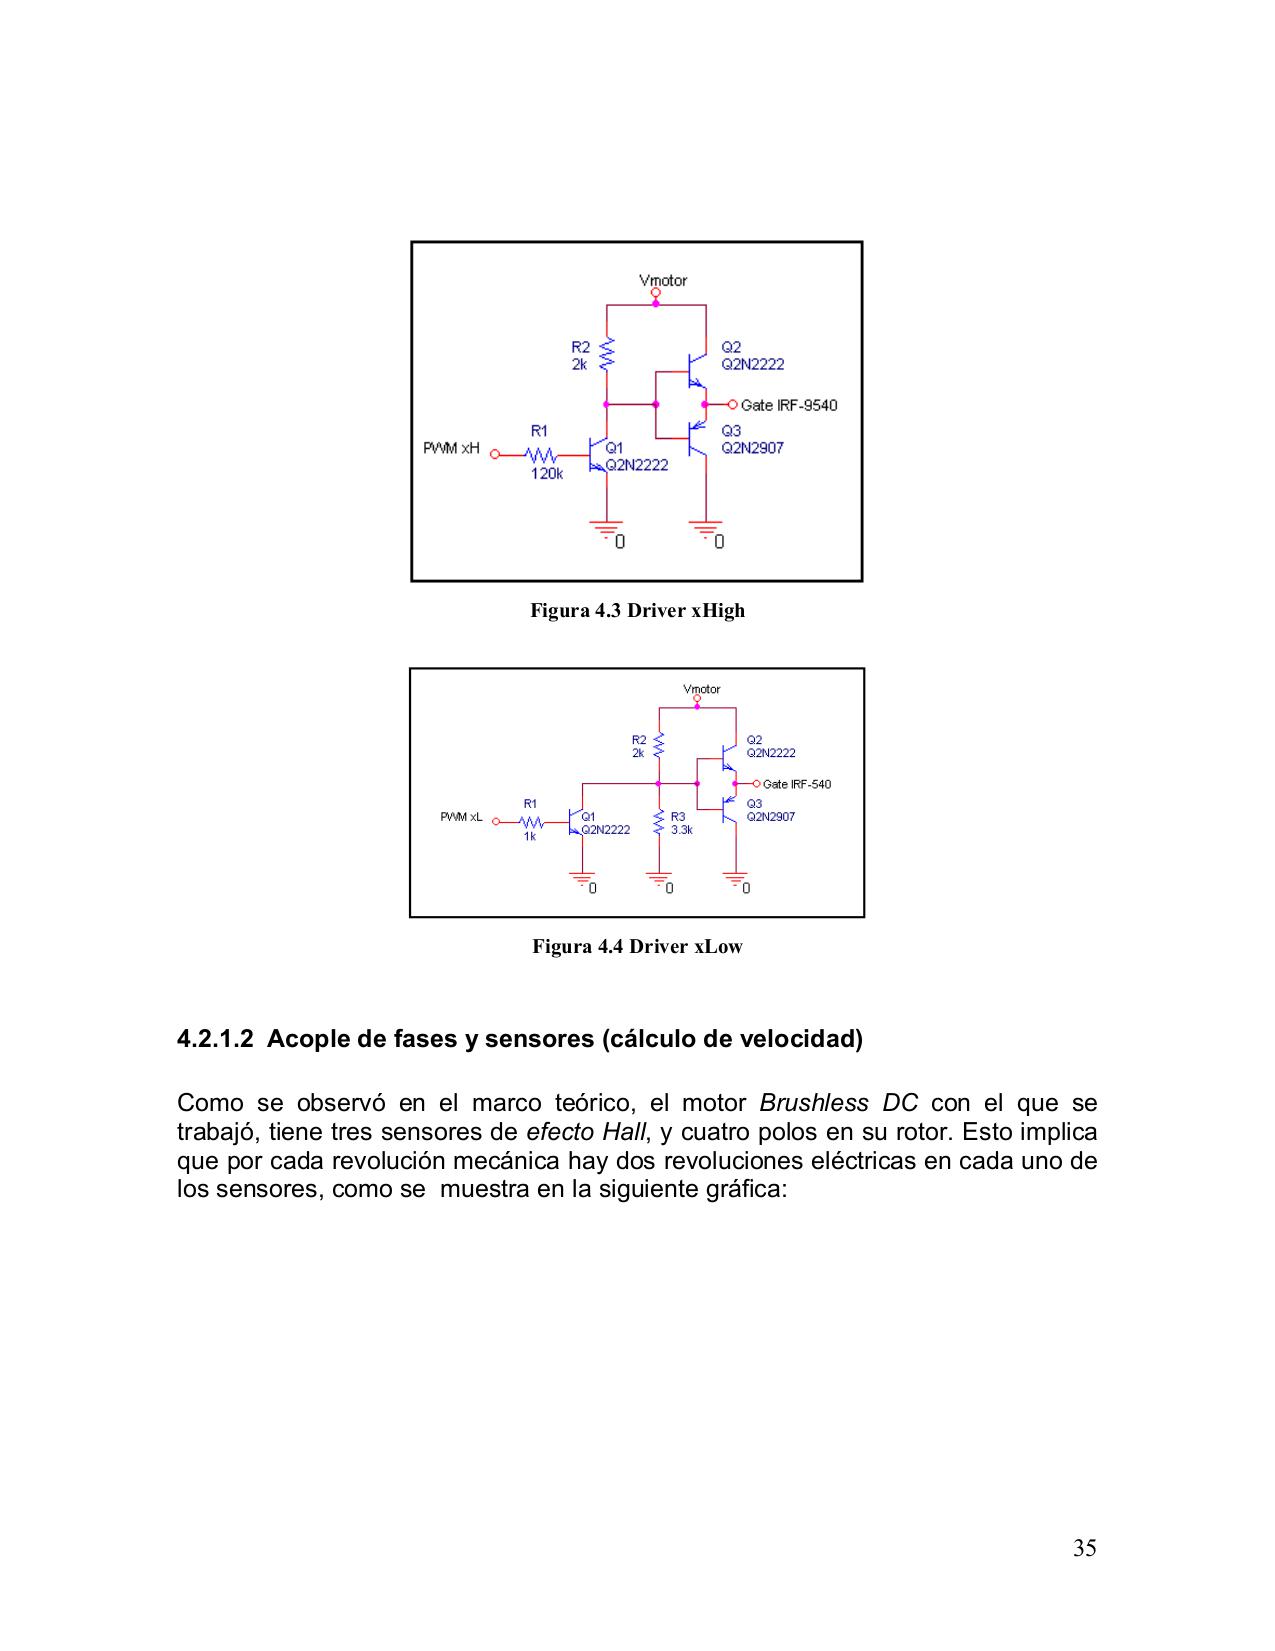 Vmotor
R2
2k
Q2
Q2N2222
Gate IRF-9540
R1
Q3
PWM xH
Q1
Q2N2907
Q2N2222
120k
0
0
Figura 4.3 Driver xHigh
Vmotor
R2
2k
Q2
Q2N2222
Gate IRF-540
R1
Q3
PWM xL
Q1
R3
Q2N2907
1k
Q2N2222
3.3k
0
0
0
Figura 4.4 Driver xLow
4.2.1.2 Acople de fases y sensores (cálculo de velocidad)
Como se observó en el marco teórico, el motor Brushless DC con el que se
trabajó, tiene tres sensores de efecto Hall, y cuatro polos en su rotor. Esto implica
que por cada revolución mecánica hay dos revoluciones eléctricas en cada uno de
los sensores, como se muestra en la siguiente gráfica:
35